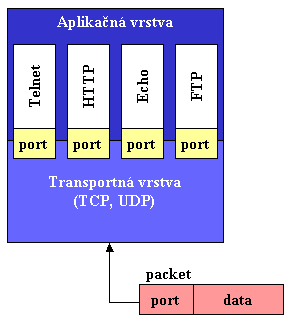 Aplikačná vrstva
Telnet
HTTP
Echo
FTP
port port port port
Transportná vrstva
(TCP, UDP)
packet
port data